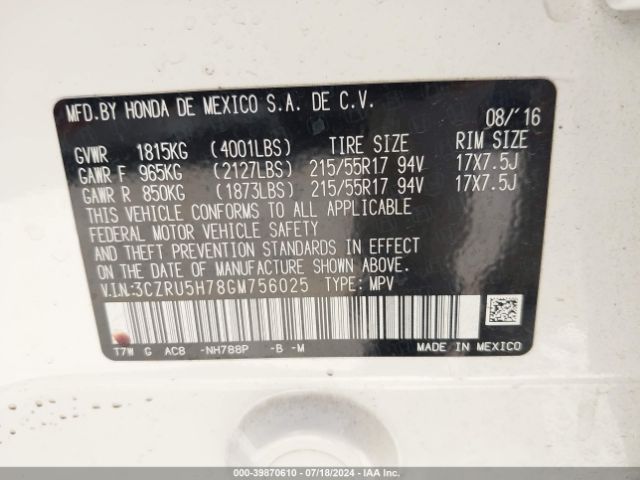 MFD. BY HONDA DE MEXICO S.A. DE C.V.
08/'16
GVWR 1815KG (4001LBS) TIRE SIZE RIM SIZE
GAWR F 965KG (2127LBS) 215/55R17 94V 17X7.5J
GAWR R 850KG (1873LBS) 215/55R17 94V 17X7.5J
THIS VEHICLE CONFORMS TO ALL APPLICABLE
FEDERAL MOTOR VEHICLE SAFETY
AND THEFT PREVENTION STANDARDS IN EFFECT
ON THE DATE OF MANUFACTURE SHOWN ABOVE.
V.I.N.:3CZRU5H78GM756025 TYPE: MPV
T7W G AC8 -NH788P -B -M MADE IN MEXICO
000-39870610 - 07/18/2024 - IAA Inc.